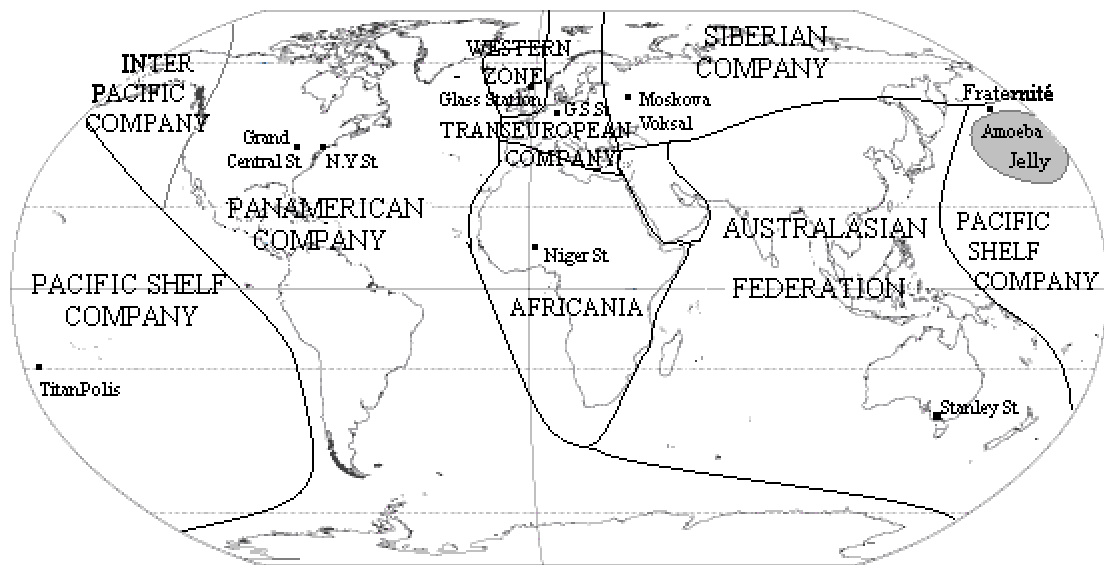 INTER
PACIFIC
COMPANY
WESTERN
ZONE
Glass Station
G.S St
TRANSEUROPEAN
COMPANY
SIBERIAN
COMPANY
Moskova
Voksal
Fraternité
Amoeba
Jelly
Grand
Central St
N.Y St
PANAMERICAN
COMPANY
Niger St
AFRICANIA
AUSTRALASIAN
FEDERATION
PACIFIC
SHELF
COMPANY
PACIFIC SHELF
COMPANY
TitanPolis
Stanley St